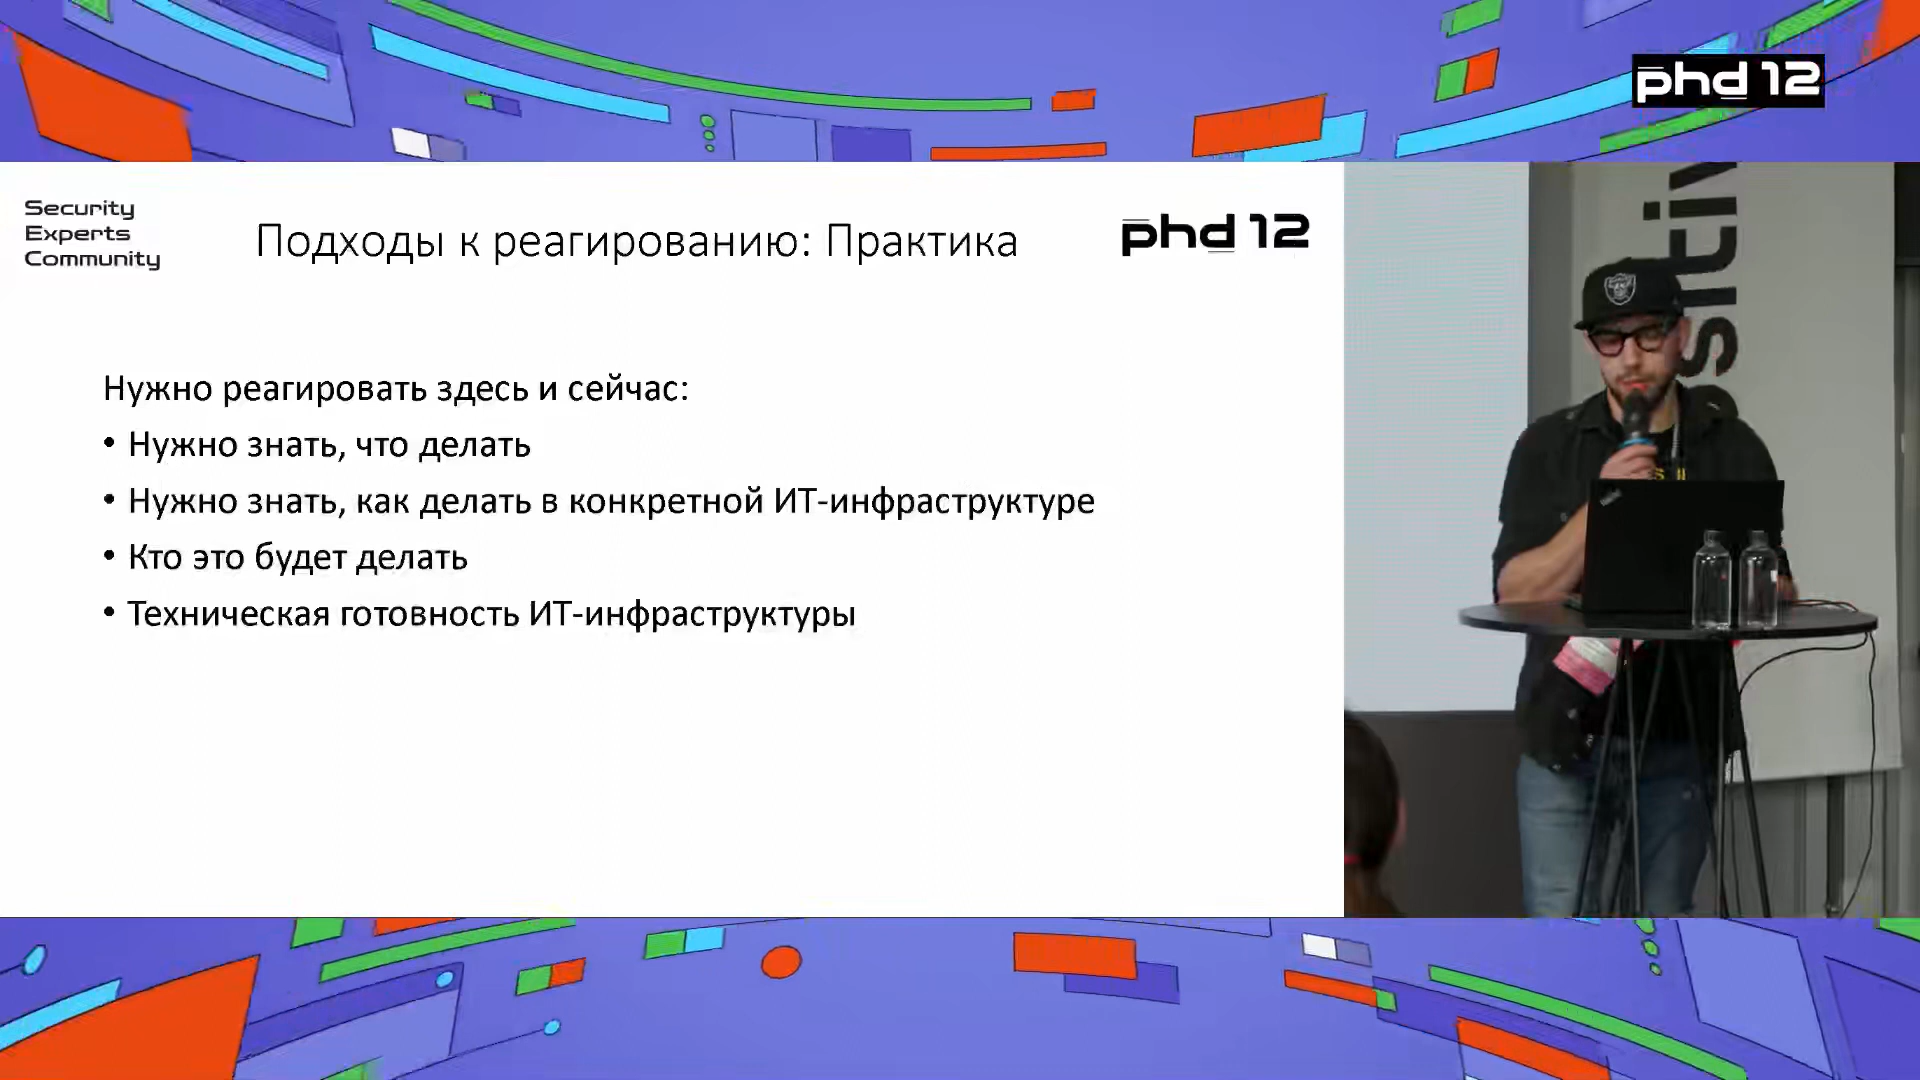 phd 12
Security
Experts
Community
Подходы к реагированию: Практика
phd 12
Нужно реагировать здесь и сейчас:
• Нужно знать, что делать
• Нужно знать, как делать в конкретной ИТ-инфраструктуре
• Кто это будет делать
• Техническая готовность ИТ-инфраструктуры
sitiv